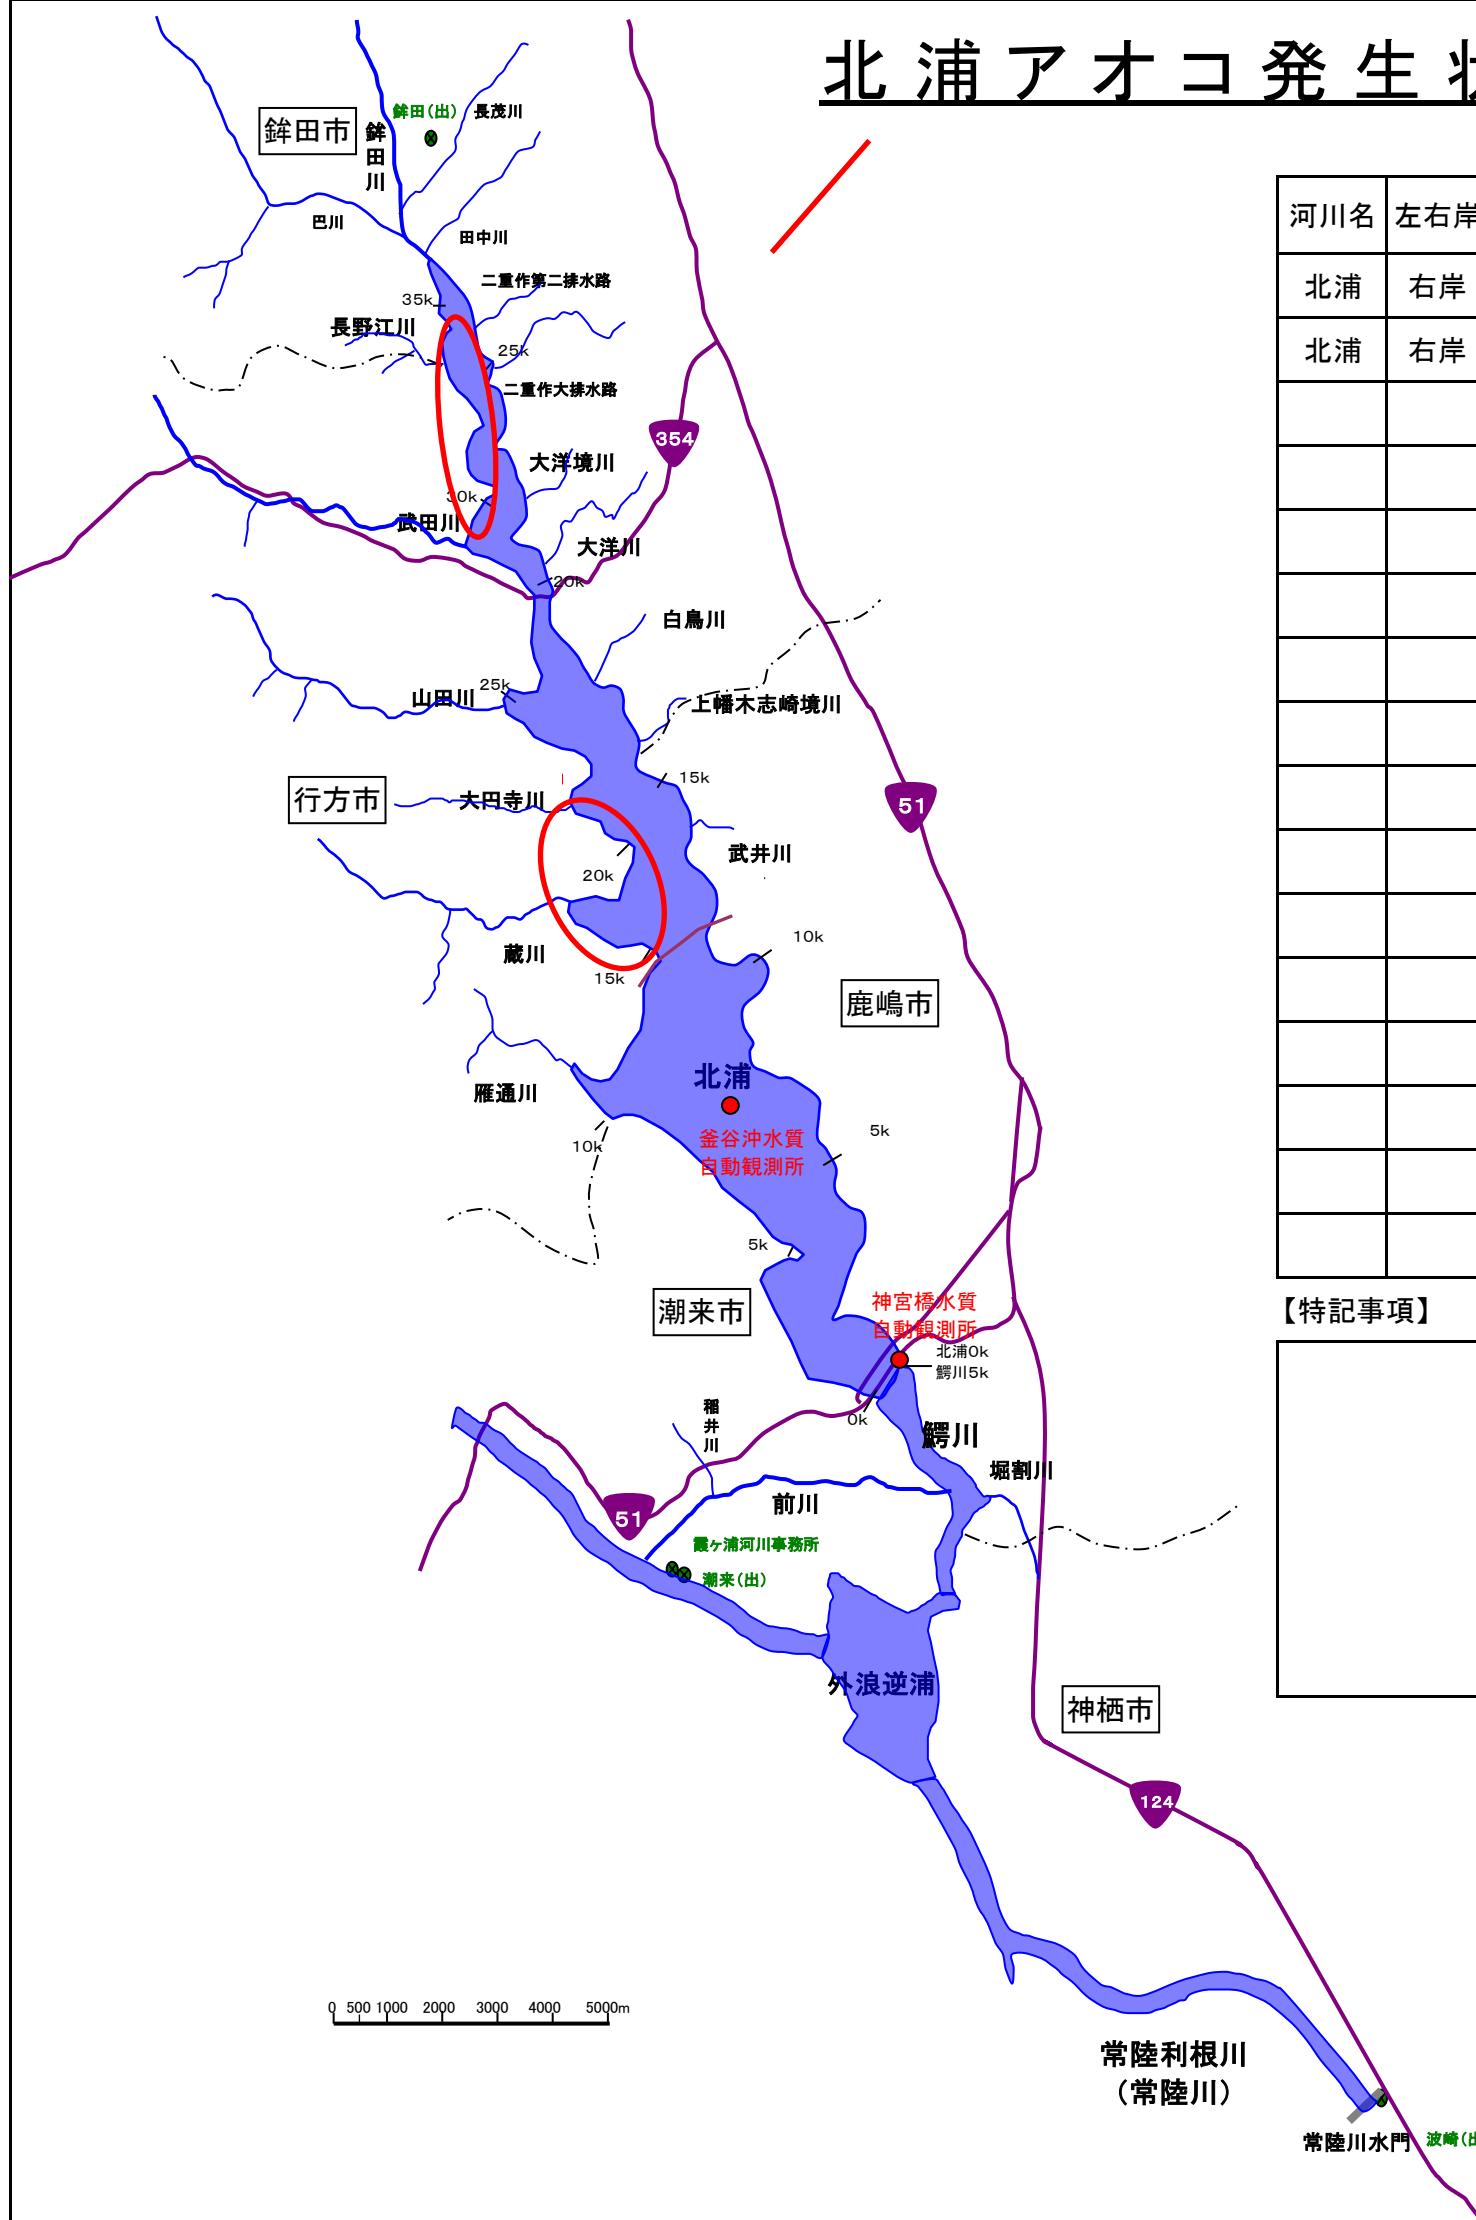 北浦アオコ発生
鉾田市
鉾田(出)
長茂川
鉾田川
巴川
田中川
二重作第二排水路
35k
長野江川
25k
二重作大排水路
354
大洋境川
30k
武田川
大洋川
20k
白鳥川
山田川
25k
上幡木志崎境川
15k
行方市
大円寺川
51
武井川
20k
蔵川
10k
15k
鹿嶋市
北浦
雁通川
釜谷沖水質
自動観測所
5k
10k
5k
潮来市
神宮橋水質
自動観測所
北浦0k
鰐川5k
0k
稲井川
鰐川
堀割川
前川
51
霞ヶ浦河川事務所
潮来(出)
外浪逆浦
神栖市
124
0 500 1000 2000 3000 4000 5000m
常陸利根川
(常陸川)
常陸川水門
波崎(出
河川名 左右岸
北浦 右岸
北浦 右岸
【特記事項】